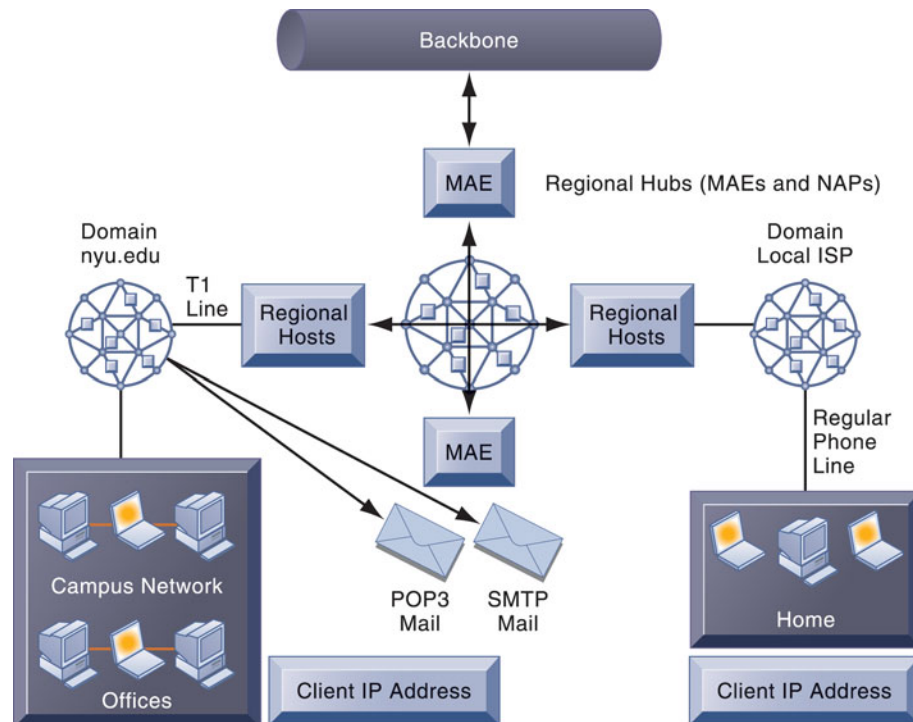 Backbone
MAE
Regional Hubs (MAEs and NAPs)
Domain
nyu.edu
T1
Line
Regional
Hosts
Regional
Hosts
Domain
Local ISP
MAE
Regular
Phone
Line
Campus Network
Offices
POP3
Mail
SMTP
Mail
Home
Client IP Address
Client IP Address